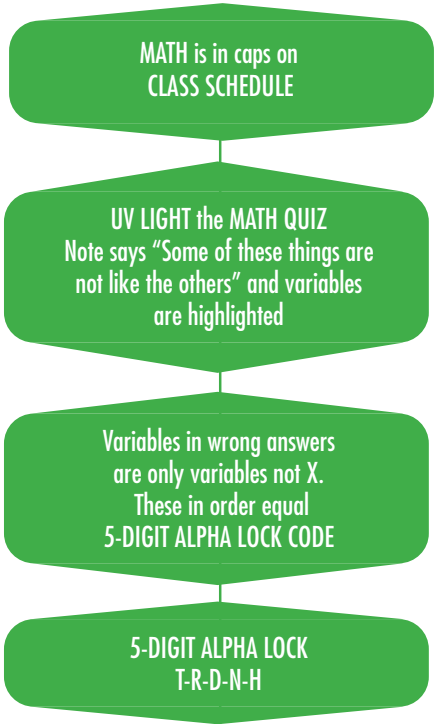 MATH is in caps on
CLASS SCHEDULE
UV LIGHT the MATH QUIZ
Note says “Some of these things are
not like the others” and variables
are highlighted
Variables in wrong answers
are only variables not X.
These in order equal
5-DIGIT ALPHA LOCK CODE
5-DIGIT ALPHA LOCK
T-R-D-N-H